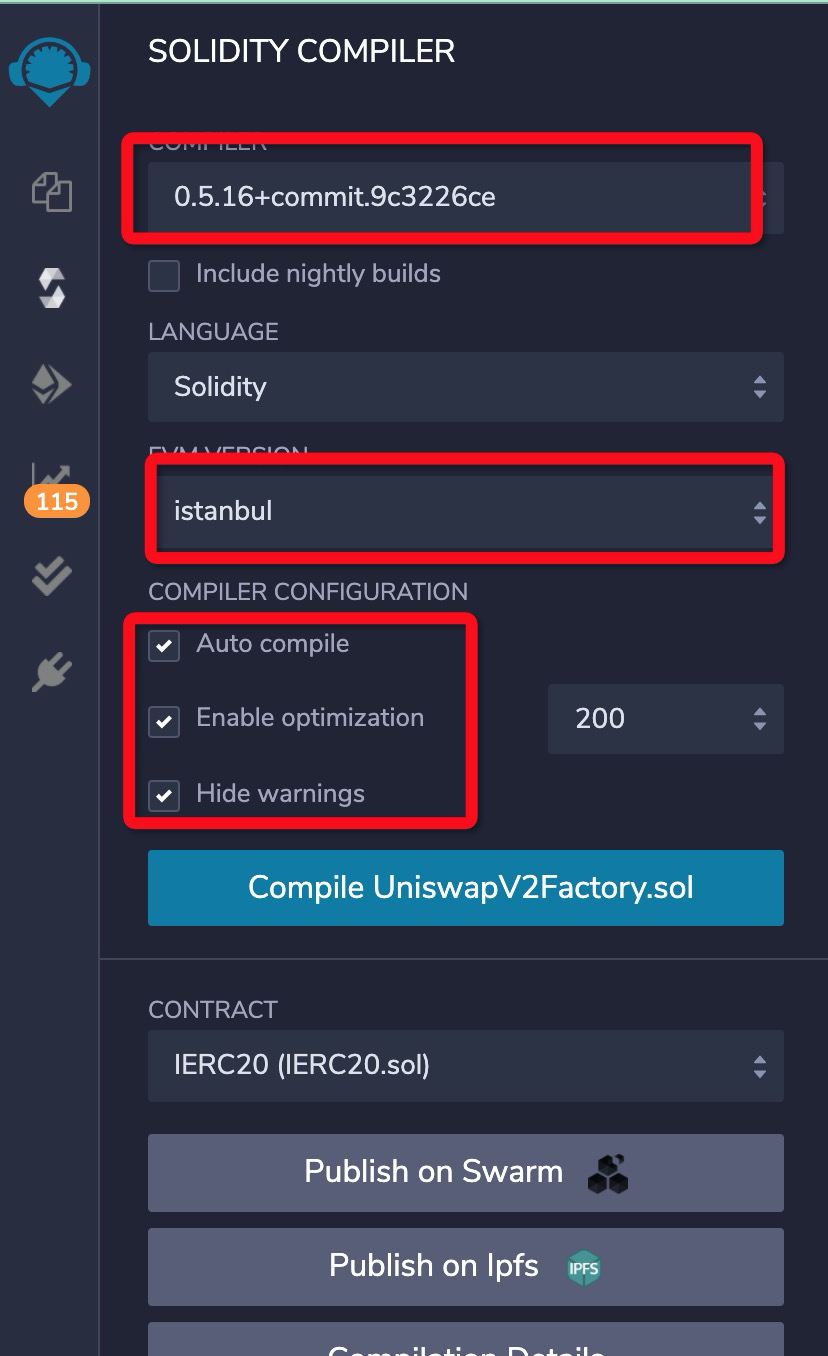 SOLIDITY COMPILER
COMPILER
0.5.16+commit.9c3226ce
Include nightly builds
LANGUAGE
Solidity
EVM VERSION
istanbul
115
COMPILER CONFIGURATION
Auto compile
Enable optimization
200
Hide warnings
Compile UniswapV2Factory.sol
CONTRACT
IERC20 (IERC20.sol)
Publish on Swarm
Publish on Ipfs
IPFS
Compilation Details